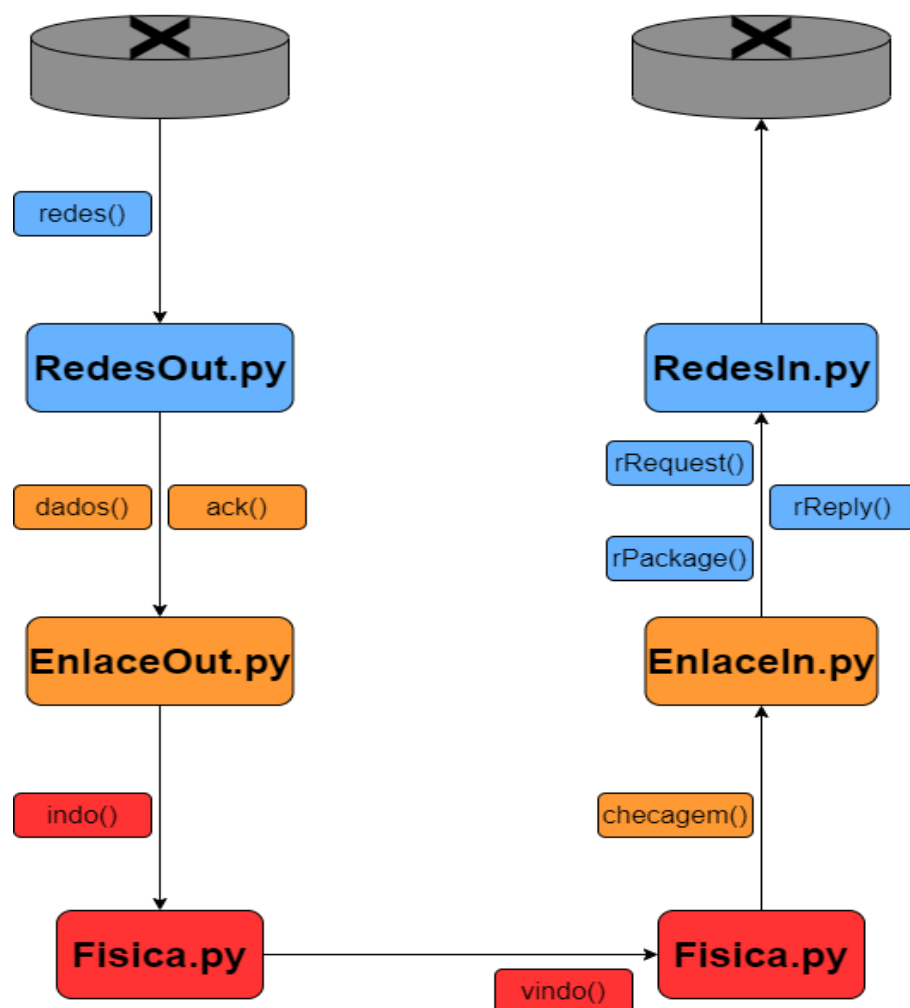 redes()
RedesOut.py
RedesIn.py
rRequest()
dados()
ack()
rReply()
rPackage()
EnlaceOut.py
EnlaceIn.py
indo()
checagem()
Fisica.py
Fisica.py
vindo()